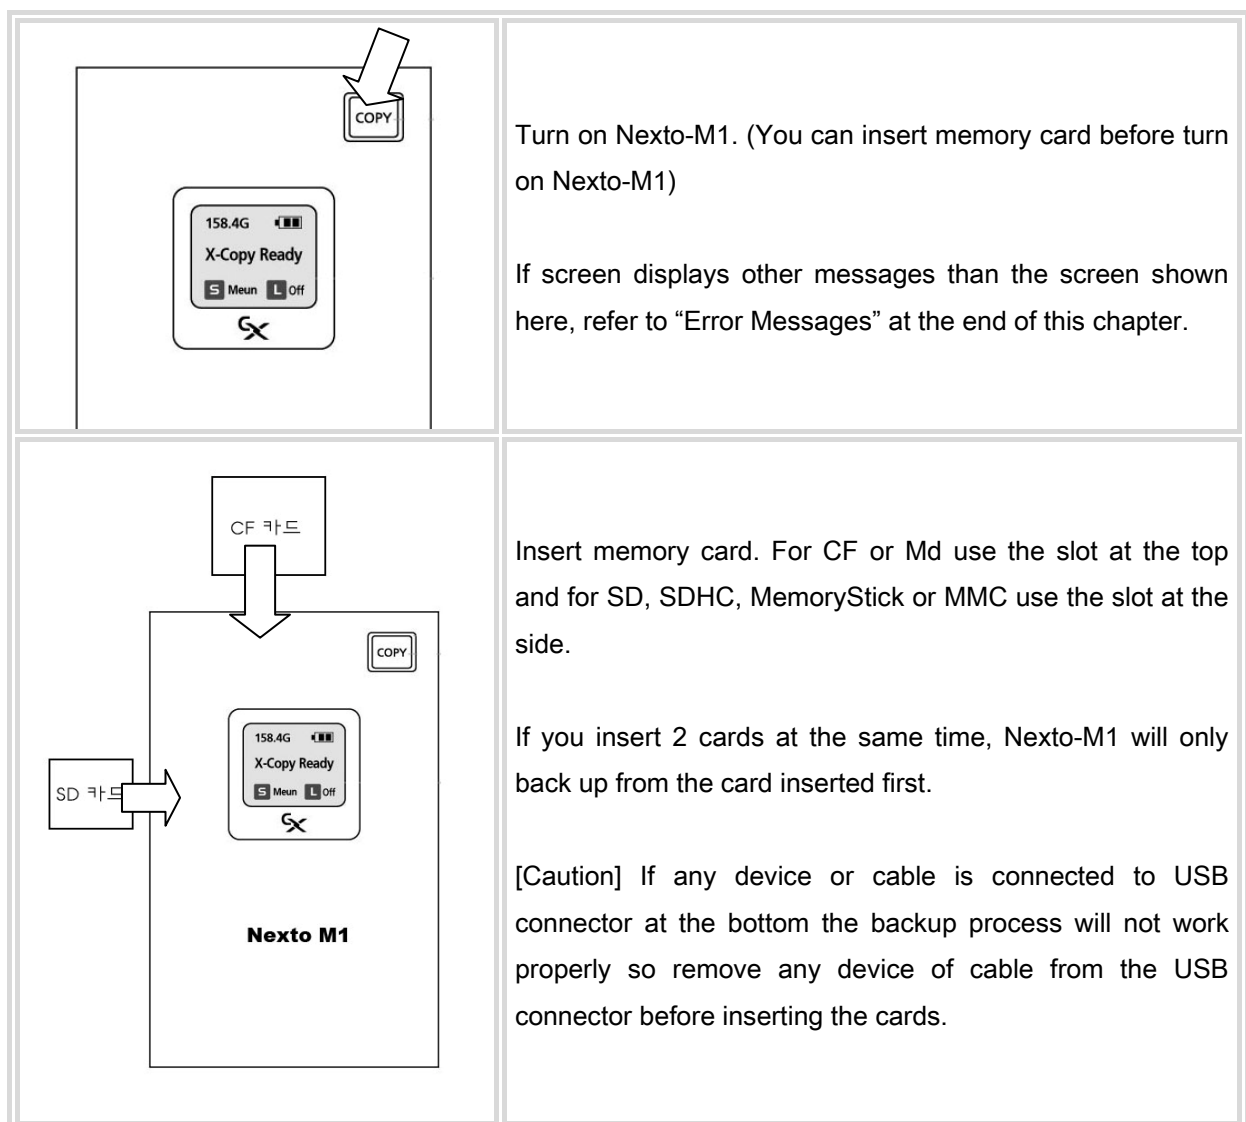 COPY
158.4G
X-Copy Ready
S Meun L Off
Turn on Nexto-M1. (You can insert memory card before turn
on Nexto-M1)
If screen displays other messages than the screen shown
here, refer to “Error Messages” at the end of this chapter.
CF 카드
COPY
158.4G
X-Copy Ready
S Meun L Off
SD 카드
Nexto M1
Insert memory card. For CF or Md use the slot at the top
and for SD, SDHC, MemoryStick or MMC use the slot at the
side.
If you insert 2 cards at the same time, Nexto-M1 will only
back up from the card inserted first.
[Caution] If any device or cable is connected to USB
connector at the bottom the backup process will not work
properly so remove any device of cable from the USB
connector before inserting the cards.